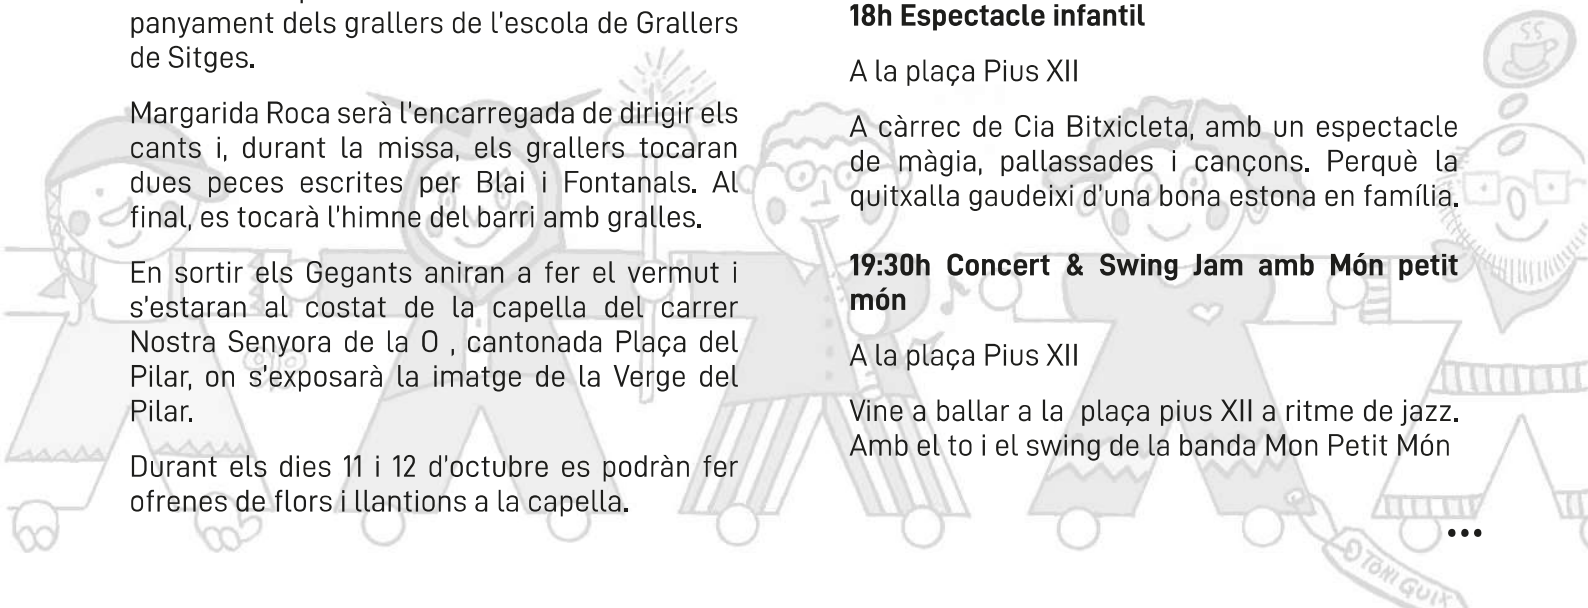 panyament dels grallers de l'escola de Grallers
de Sitges.
Margarida Roca serà l'encarregada de dirigir els
cants i, durant la missa, els grallers tocaran
dues peces escrites per Blai i Fontanals. Al
final, es tocarà l'himne del barri amb gralles.
En sortir els Gegants aniran a fer el vermut i
s'estaran al costat de la capella del carrer
Nostra Senyora de la O , cantonada Plaça del
Pilar, on s'exposarà la imatge de la Verge del
Pilar.
Durant els dies 11 i 12 d'octubre es podràn fer
ofrenes de flors i llantions a la capella.
18h Espectacle infantil
A la plaça Pius XII
A càrrec de Cia Bitxicleta, amb un espectacle
de màgia, pallassades i cançons. Perquè la
quitxalla gaudeixi d'una bona estona en família.
19:30h Concert & Swing Jam amb Món petit
món
A la plaça Pius XII
Vine a ballar a la  plaça pius XII a ritme de jazz.
Amb el to i el swing de la banda Mon Petit Món
...
TONI GUIX